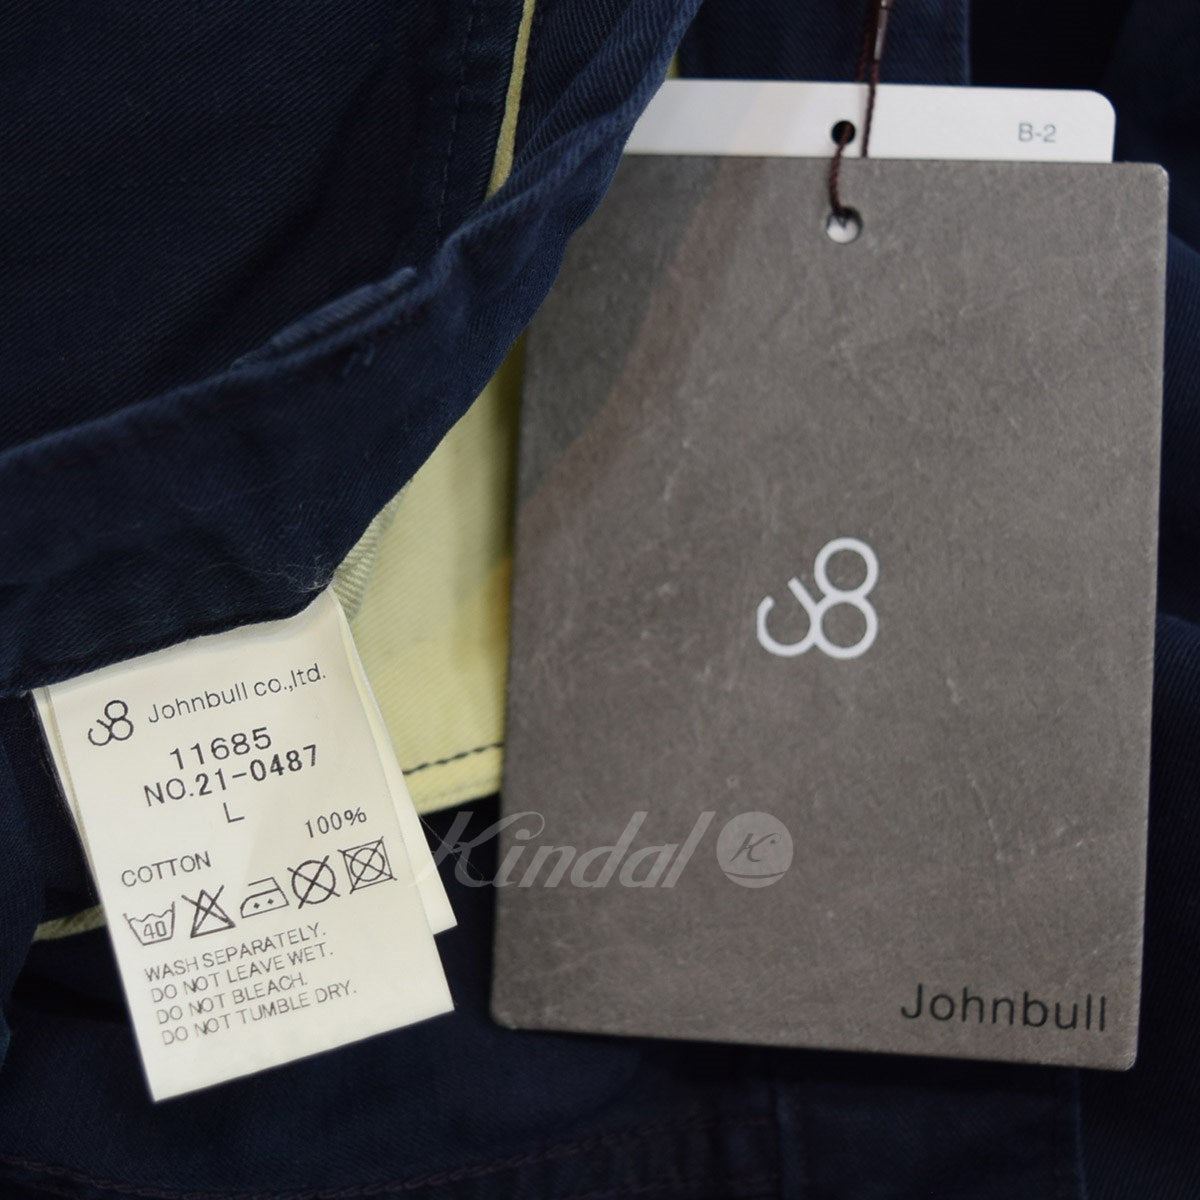 B-2
Johnbull co.,ltd.
11685
NO.21-0487
L
100%
COTTON
40
WASH SEPARATELY.
DO NOT LEAVE WET.
DO NOT BLEACH.
DO NOT TUMBLE DRY.
Kindal K
Johnbull